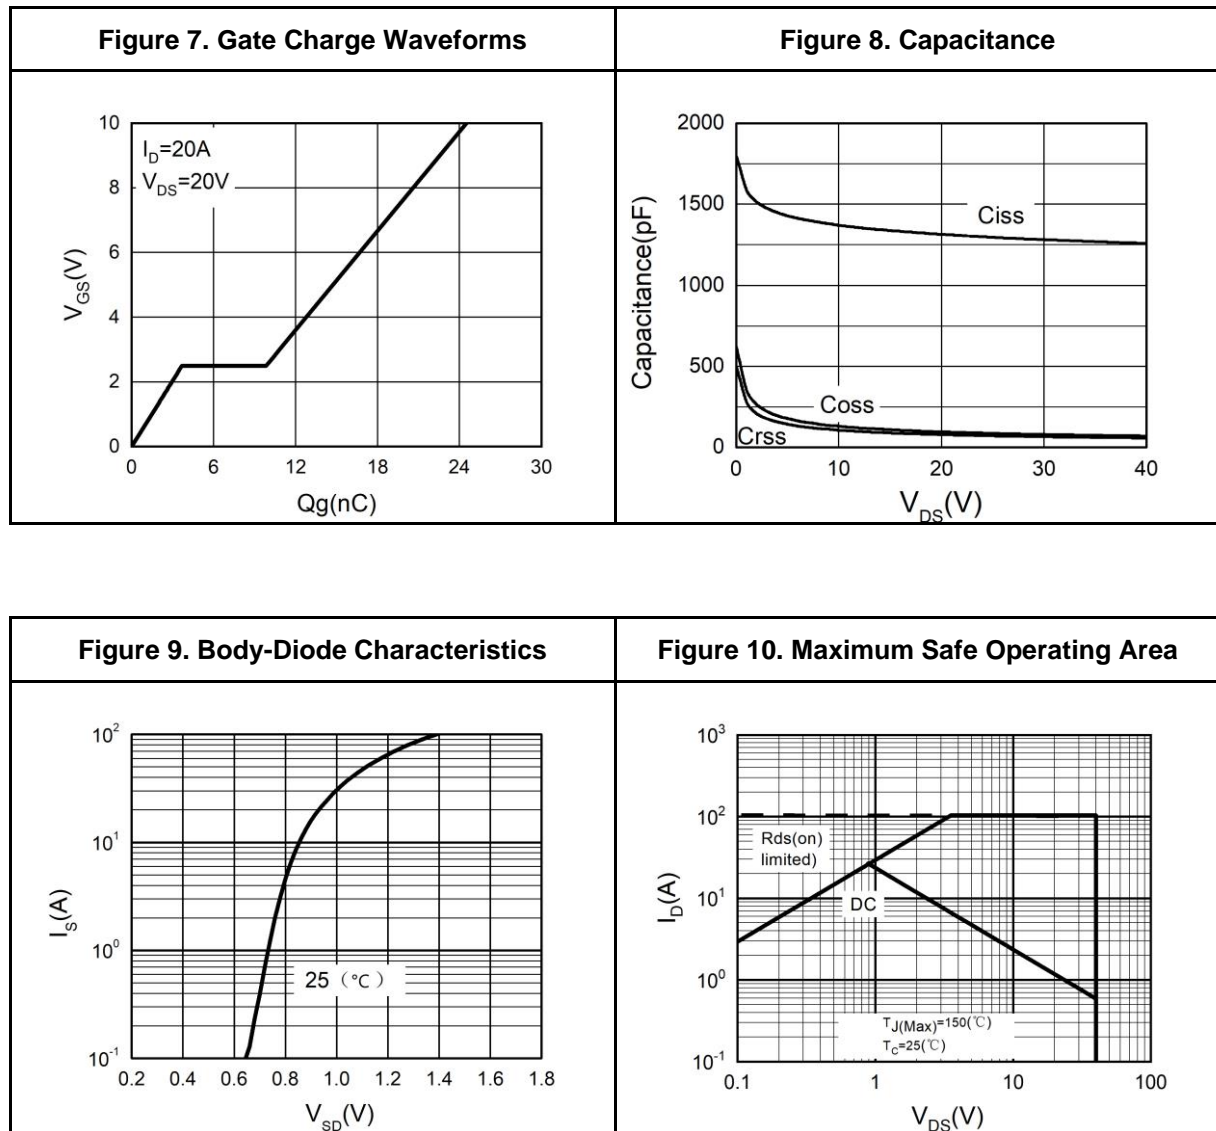 Figure 7. Gate Charge Waveforms
Figure 8. Capacitance
10
8
6
4
2
0
V_GS(V)
I_D=20A
V_DS=20V
0 6 12 18 24 30
Qg(nC)
2000
1500
1000
500
0
Capacitance(pF)
Ciss
Coss
Crss
0 10 20 30 40
V_DS(V)
Figure 9. Body-Diode Characteristics
Figure 10. Maximum Safe Operating Area
10^2
10^1
10^0
10^-1
I_S(A)
25（℃）
0.2 0.4 0.6 0.8 1.0 1.2 1.4 1.6 1.8
V_SD(V)
10^3
10^2
10^1
10^0
10^-1
I_D(A)
Rds(on)
limited)
DC
T_J(Max)=150(℃)
T_C=25(℃)
0.1 1 10 100
V_DS(V)